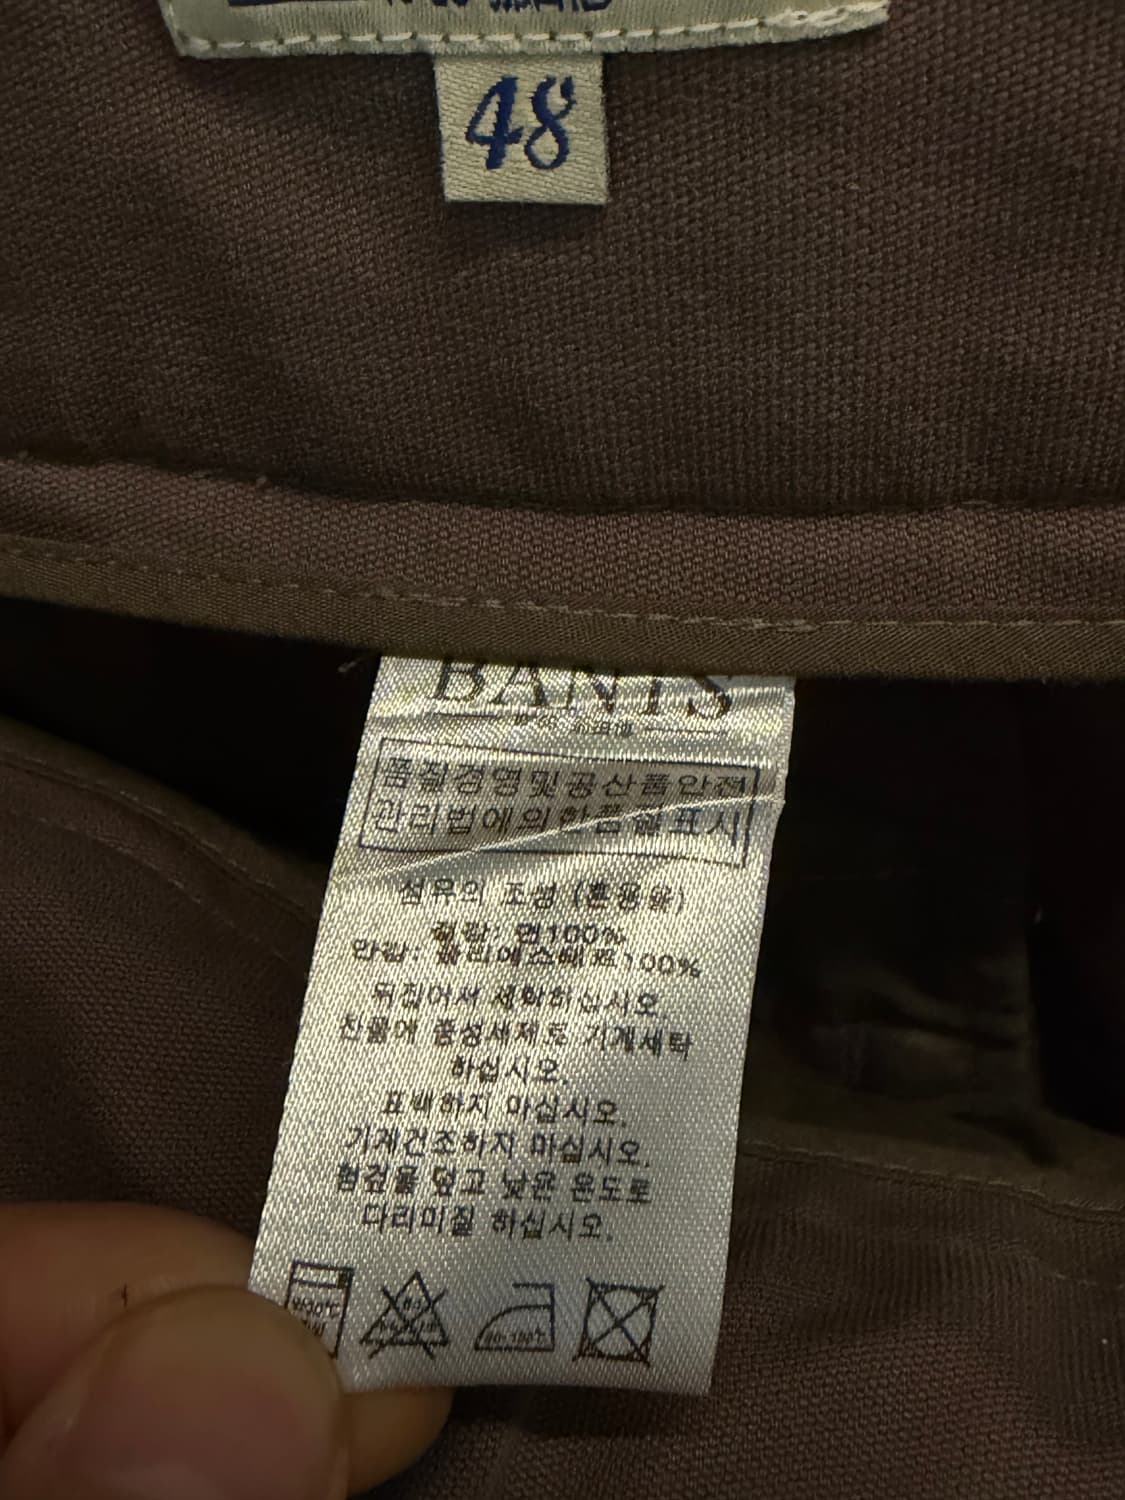 48
BANTS
품질경영및공산품안전
관리법에의한품질표시
섬유의 조성 (혼용율)
겉감: 면100%
안감: 폴리에스테르100%
뒤집어서 세탁하십시오.
찬물에 중성세제로 기계세탁
하십시오.
표백하지 마십시오.
기계건조하지 마십시오.
헝겊을 덮고 낮은 온도로
다리미질 하십시오.